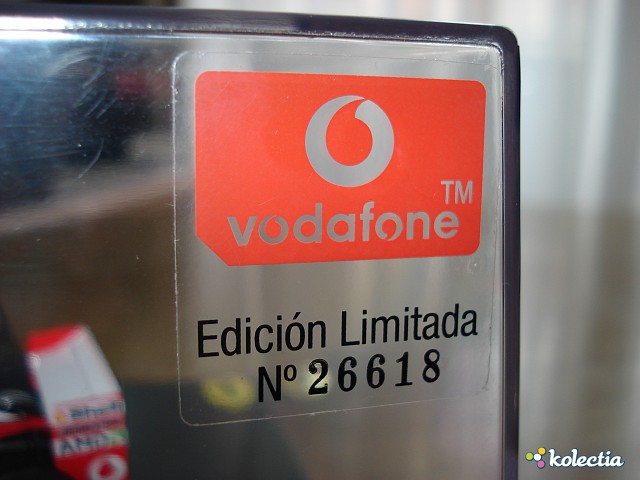 TM
vodafone
Edición Limitada
Nº 26618
kolectia